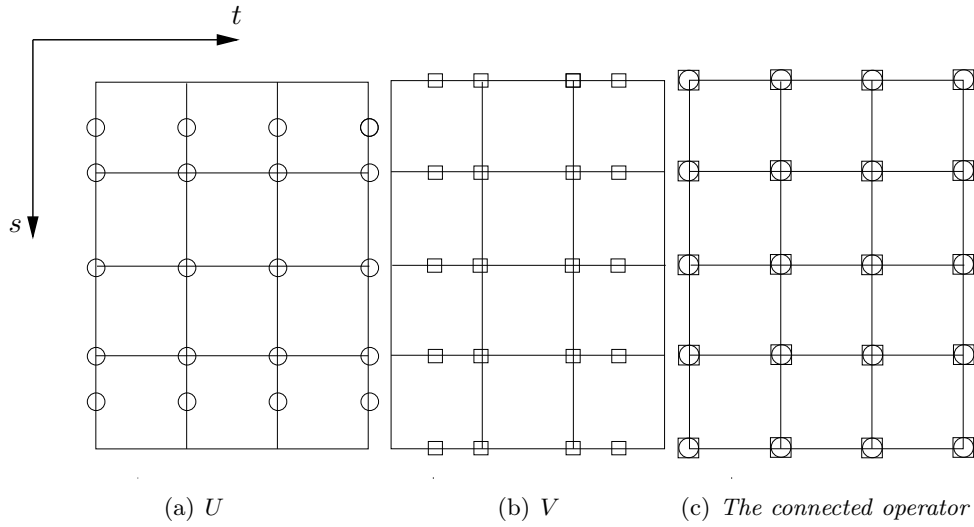 t
s
(a) U
(b) V
(c) The connected operator